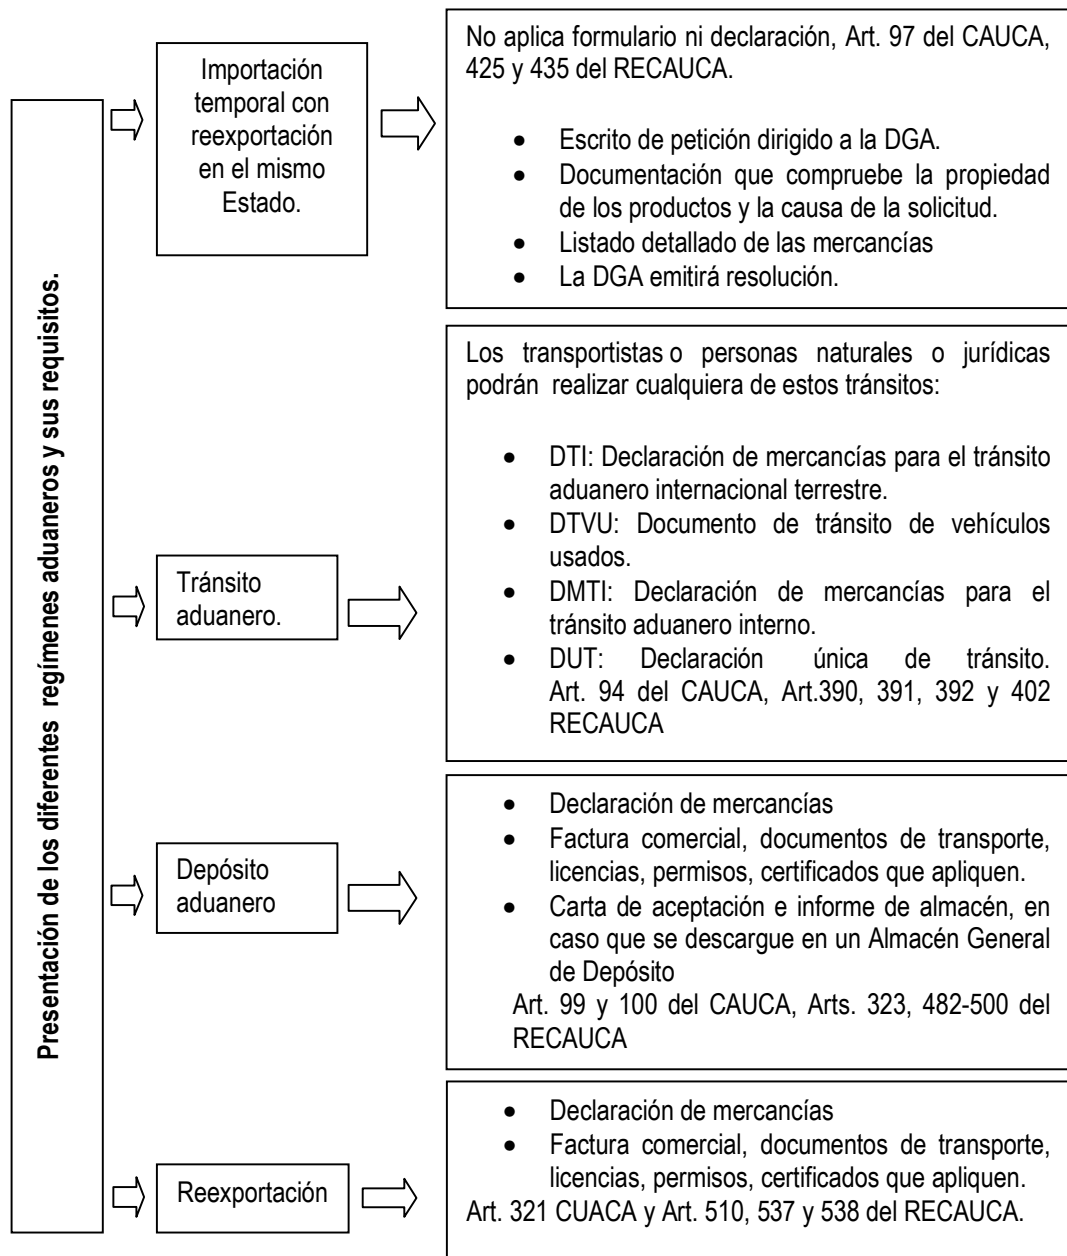 Presentación de los diferentes regímenes aduaneros y sus requisitos.
Importación
temporal con
reexportación
en el mismo
Estado.
No aplica formulario ni declaración, Art. 97 del CAUCA,
425 y 435 del RECAUCA.
• Escrito de petición dirigido a la DGA.
• Documentación que compruebe la propiedad
de los productos y la causa de la solicitud.
• Listado detallado de las mercancías
• La DGA emitirá resolución.
Tránsito
aduanero.
Los transportistas o personas naturales o jurídicas
podrán realizar cualquiera de estos tránsitos:
• DTI: Declaración de mercancías para el tránsito
aduanero internacional terrestre.
• DTVU: Documento de tránsito de vehículos
usados.
• DMTI: Declaración de mercancías para el
tránsito aduanero interno.
• DUT: Declaración única de tránsito.
Art. 94 del CAUCA, Art.390, 391, 392 y 402
RECAUCA
Depósito
aduanero
• Declaración de mercancías
• Factura comercial, documentos de transporte,
licencias, permisos, certificados que apliquen.
• Carta de aceptación e informe de almacén, en
caso que se descargue en un Almacén General
de Depósito
Art. 99 y 100 del CAUCA, Arts. 323, 482-500 del
RECAUCA
Reexportación
• Declaración de mercancías
• Factura comercial, documentos de transporte,
licencias, permisos, certificados que apliquen.
Art. 321 CUACA y Art. 510, 537 y 538 del RECAUCA.